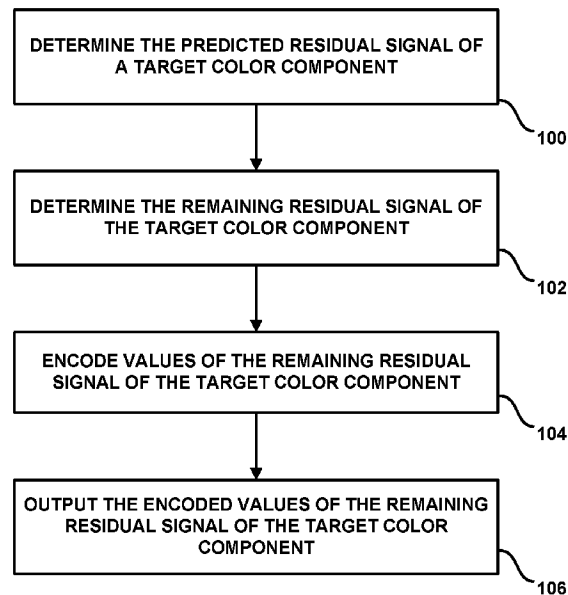 DETERMINE THE PREDICTED RESIDUAL SIGNAL OF
A TARGET COLOR COMPONENT
100
DETERMINE THE REMAINING RESIDUAL SIGNAL OF
THE TARGET COLOR COMPONENT
102
ENCODE VALUES OF THE REMAINING RESIDUAL
SIGNAL OF THE TARGET COLOR COMPONENT
104
OUTPUT THE ENCODED VALUES OF THE REMAINING
RESIDUAL SIGNAL OF THE TARGET COLOR
COMPONENT
106